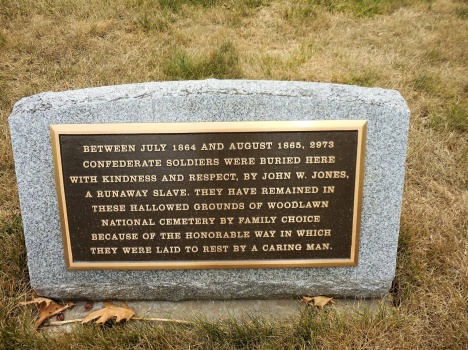 BETWEEN JULY 1864 AND AUGUST 1865, 2973
CONFEDERATE SOLDIERS WERE BURIED HERE
WITH KINDNESS AND RESPECT, BY JOHN W. JONES,
A RUNAWAY SLAVE. THEY HAVE REMAINED IN
THESE HALLOWED GROUNDS OF WOODLAWN
NATIONAL CEMETERY BY FAMILY CHOICE
BECAUSE OF THE HONORABLE WAY IN WHICH
THEY WERE LAID TO REST BY A CARING MAN.